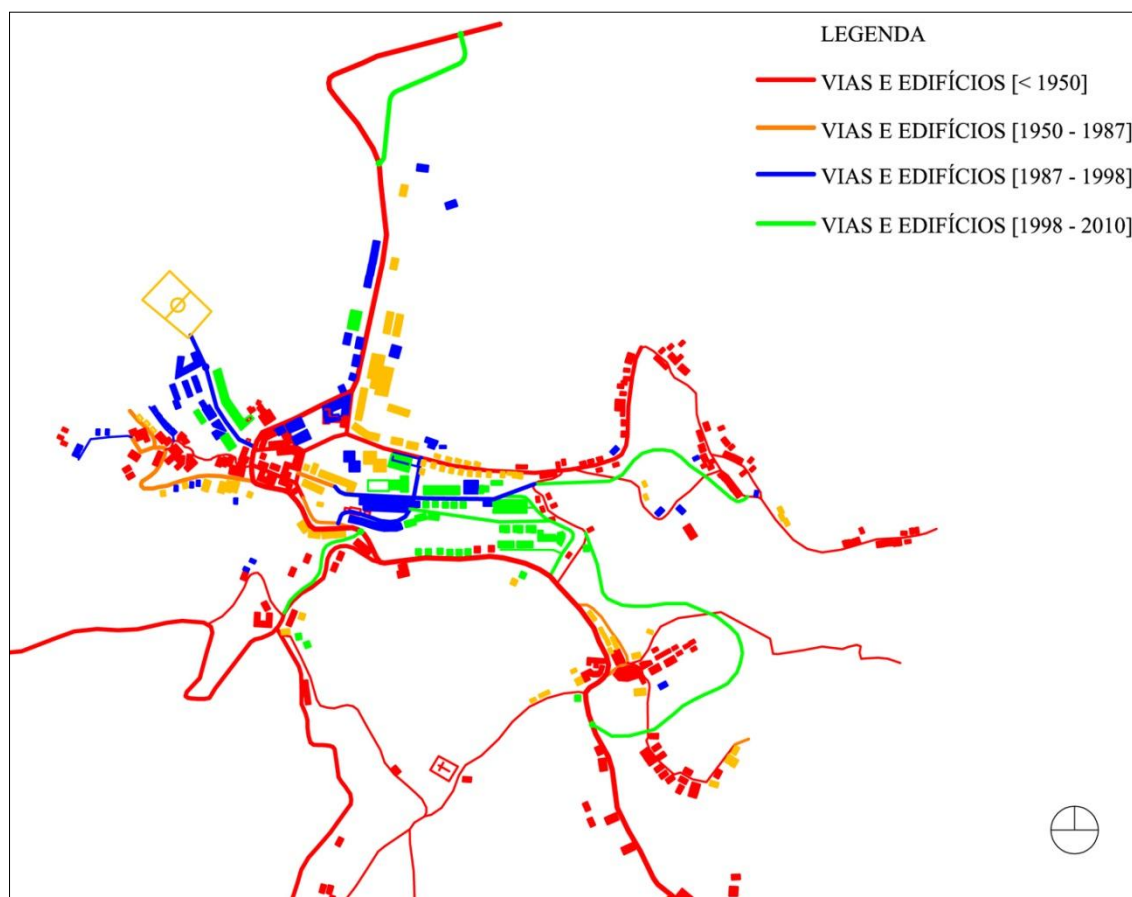 LEGENDA
VIAS E EDIFÍCIOS [< 1950]
VIAS E EDIFÍCIOS [1950 - 1987]
VIAS E EDIFÍCIOS [1987 - 1998]
VIAS E EDIFÍCIOS [1998 - 2010]